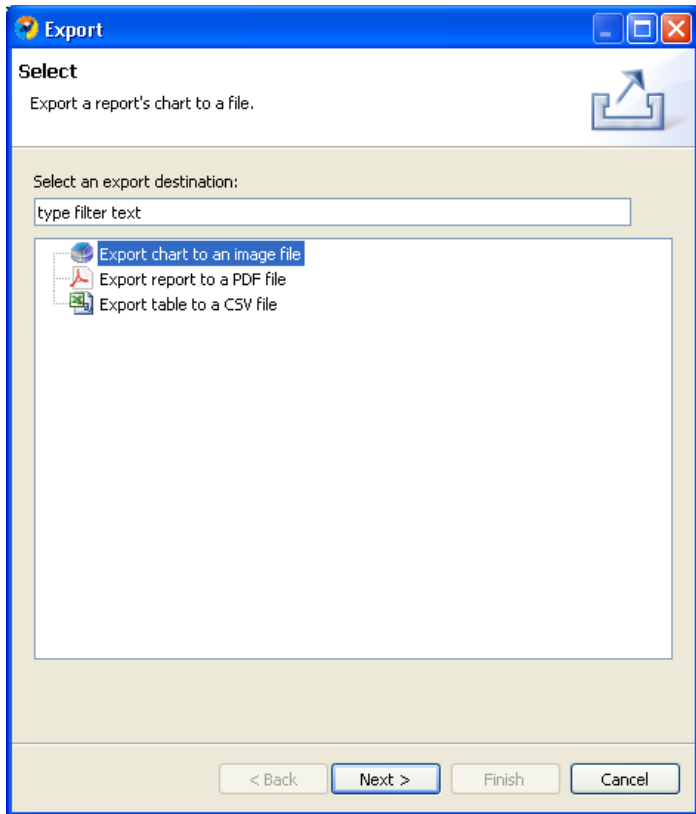 Export
Select
Export a report's chart to a file.
Select an export destination:
type filter text
Export chart to an image file
Export report to a PDF file
Export table to a CSV file
< Back Next > Finish Cancel